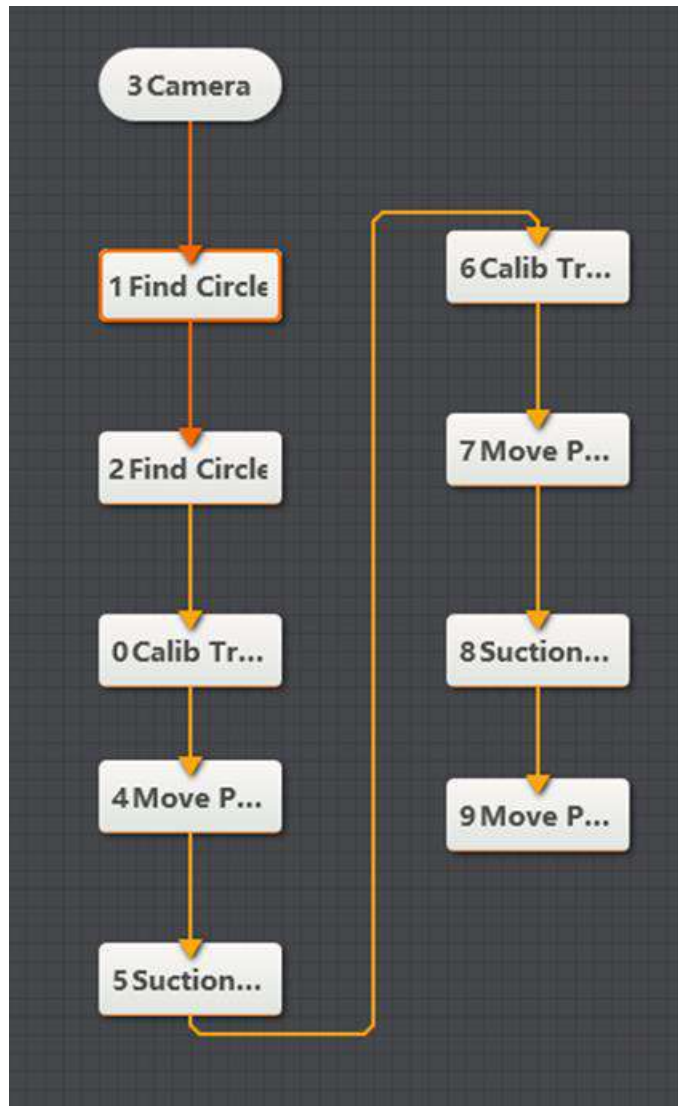 3 Camera
1 Find Circle
2 Find Circle
0 Calib Tr...
4 Move P...
5 Suction...
6 Calib Tr...
7 Move P...
8 Suction...
9 Move P...